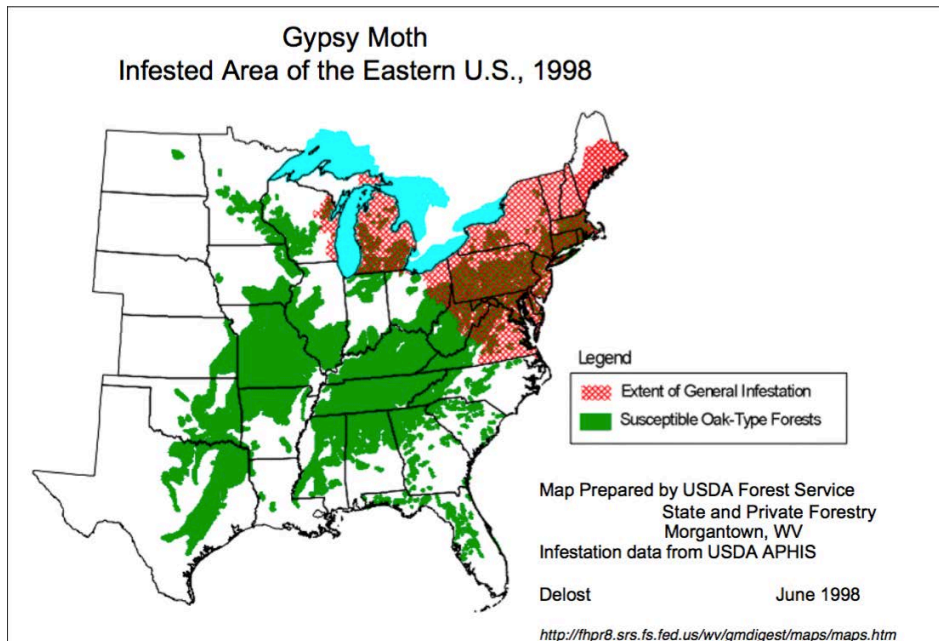 Gypsy Moth
Infested Area of the Eastern U.S., 1998
Legend
Extent of General Infestation
Susceptible Oak-Type Forests
Map Prepared by USDA Forest Service
State and Private Forestry
Morgantown, WV
Infestation data from USDA APHIS
Delost June 1998
http://fhpr8.srs.fs.fed.us/wv/gmdigest/maps/maps.htm